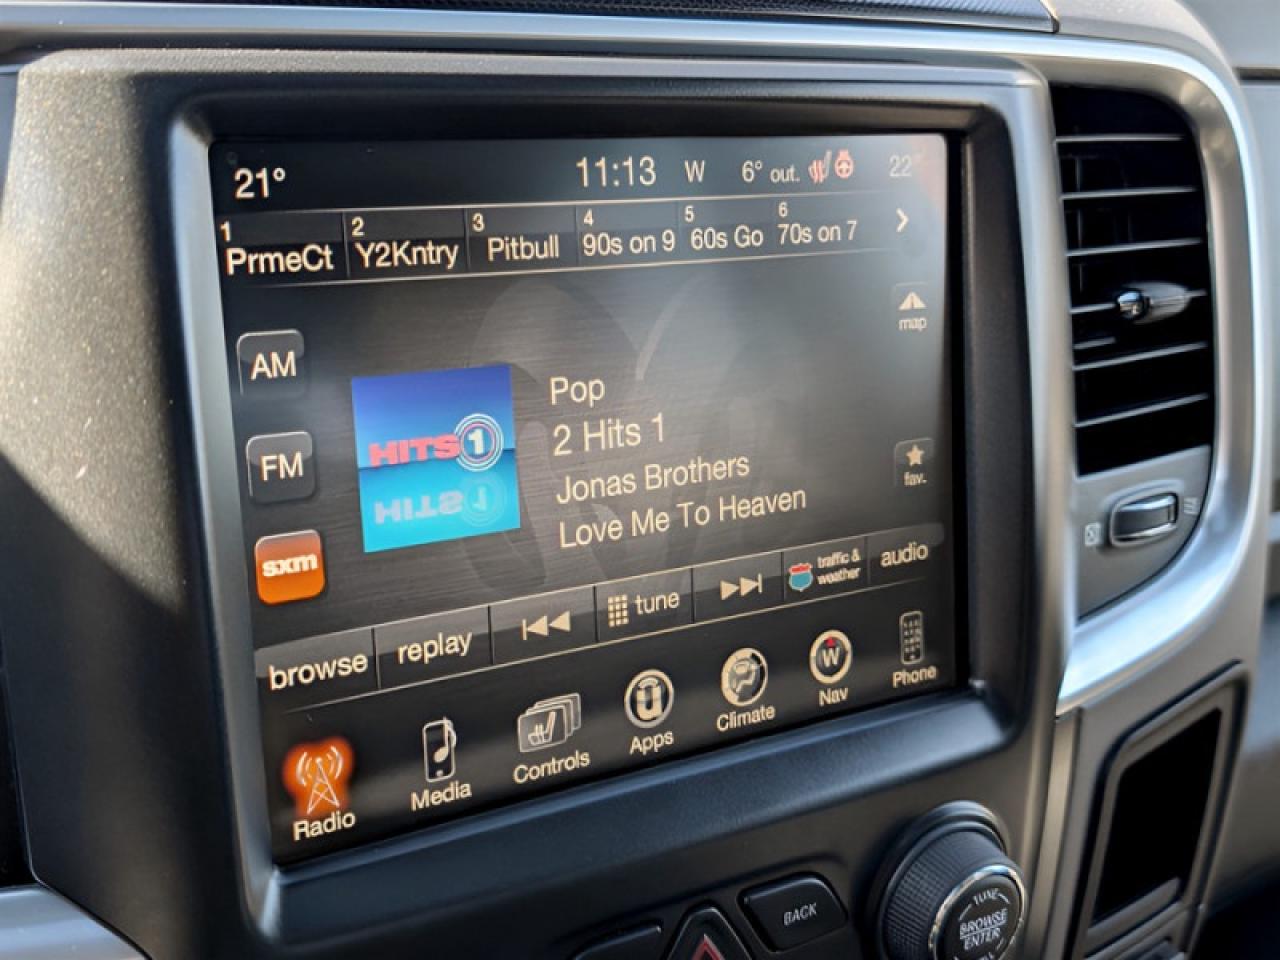 21°
11:13 W 6° out. 22°
1 PrmeCt
2 Y2Kntry
3 Pitbull
4 90s on 9
5 60s Go
6 70s on 7
map
AM
FM
sxm
HITS 1
HITS 1
Pop
2 Hits 1
Jonas Brothers
Love Me To Heaven
fav.
browse
replay
tune
traffic &
weather
audio
Radio
Media
Controls
Apps
Climate
W
Nav
Phone
BACK
TUNE
BROWSE
ENTER